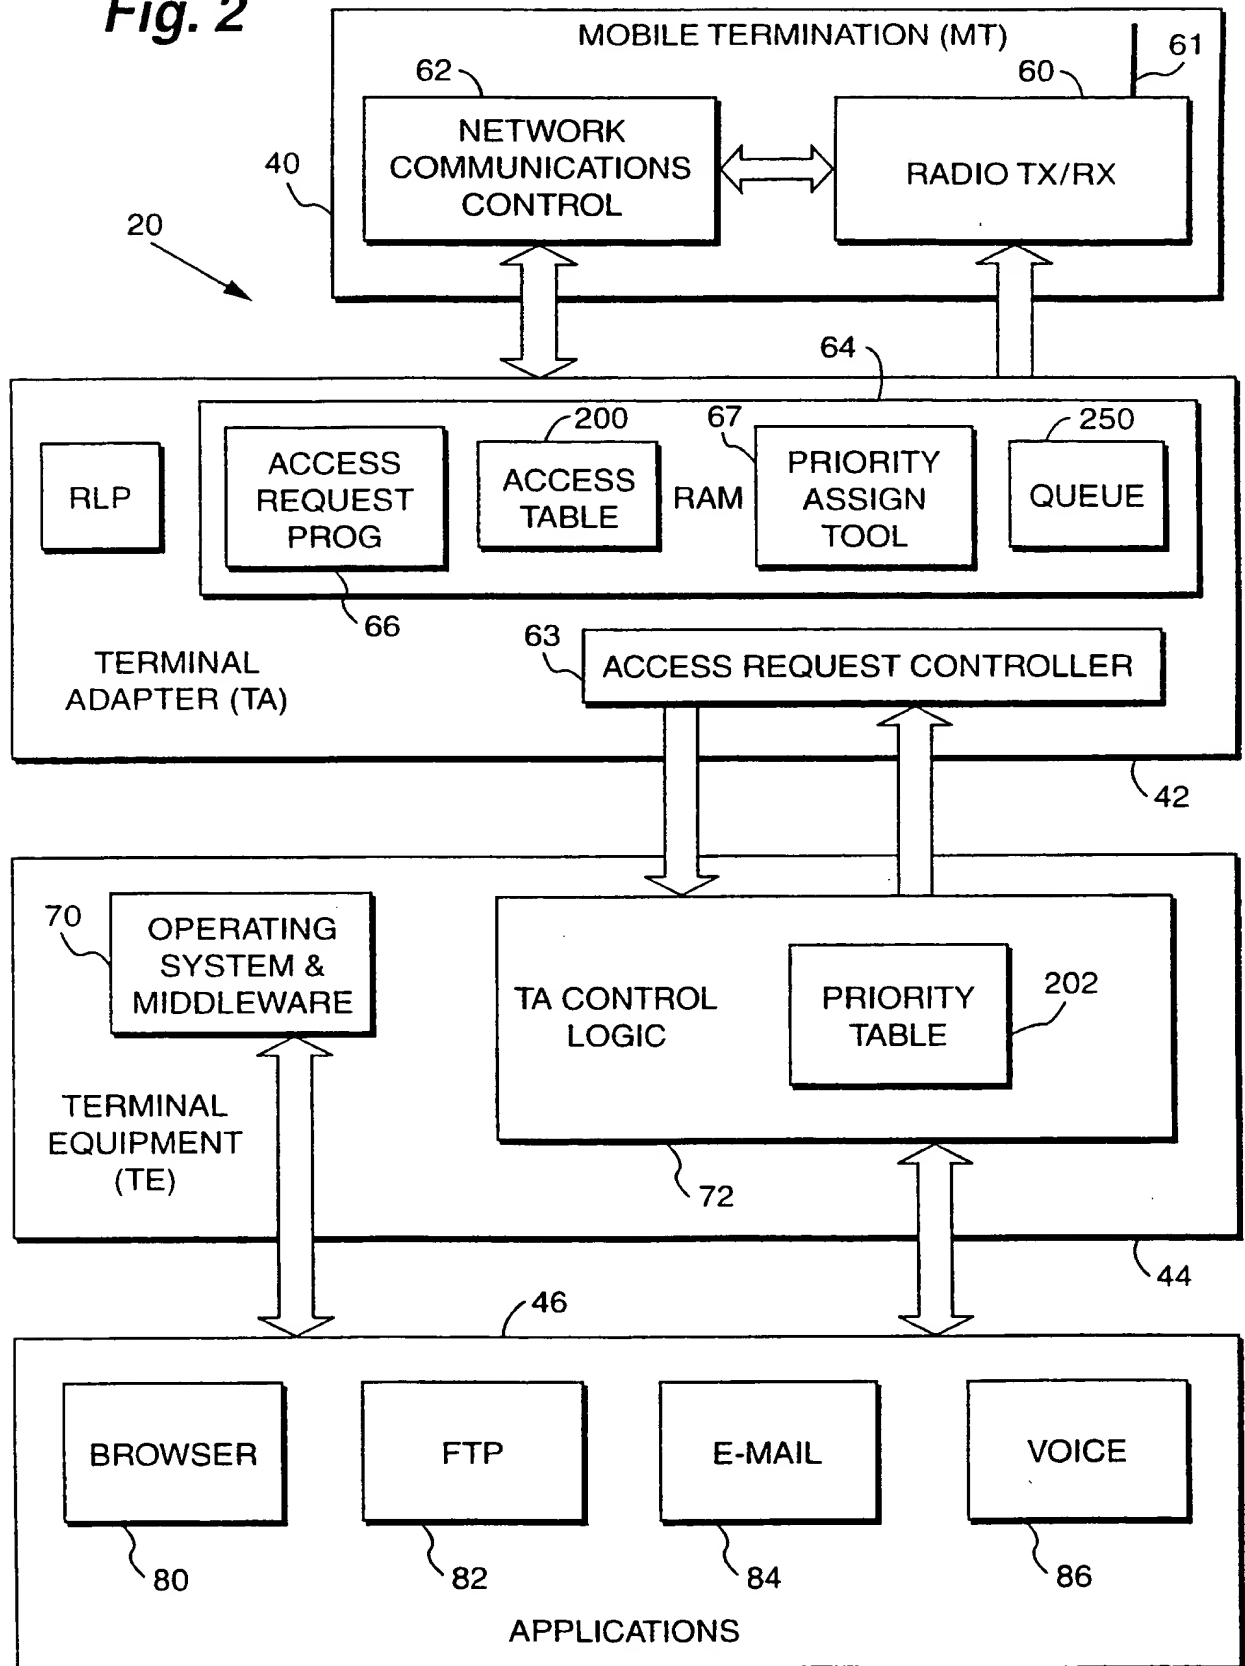 Fig. 2
MOBILE TERMINATION (MT)
61
62
60
NETWORK
COMMUNICATIONS
CONTROL
RADIO TX/RX
40
20
64
RLP
ACCESS
REQUEST
PROG
200
ACCESS
TABLE
RAM
67
PRIORITY
ASSIGN
TOOL
250
QUEUE
66
63
ACCESS REQUEST CONTROLLER
TERMINAL
ADAPTER (TA)
42
70
OPERATING
SYSTEM &
MIDDLEWARE
TA CONTROL
LOGIC
PRIORITY
TABLE
202
TERMINAL
EQUIPMENT
(TE)
72
44
46
BROWSER
FTP
E-MAIL
VOICE
80
82
84
86
APPLICATIONS